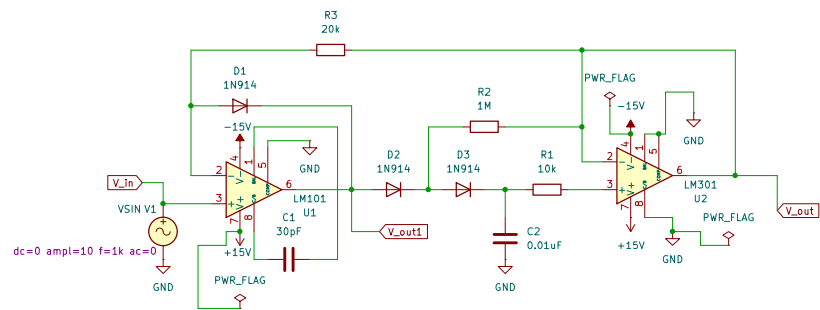 R3
20k
D1
1N914
PWR_FLAG
R2
1M
-15V
-15V
GND
GND
4
1
5
4
1
5
D2
1N914
D3
1N914
R1
10k
2
6
2
6
V_in
3
LM101
U1
3
LM301
U2
VSIN V1
7
8
C1
30pF
7
8
PWR_FLAG
V_out
V_out1
C2
0.01uF
dc=0 ampl=10 f=1k ac=0
+15V
+15V
GND
PWR_FLAG
GND
GND